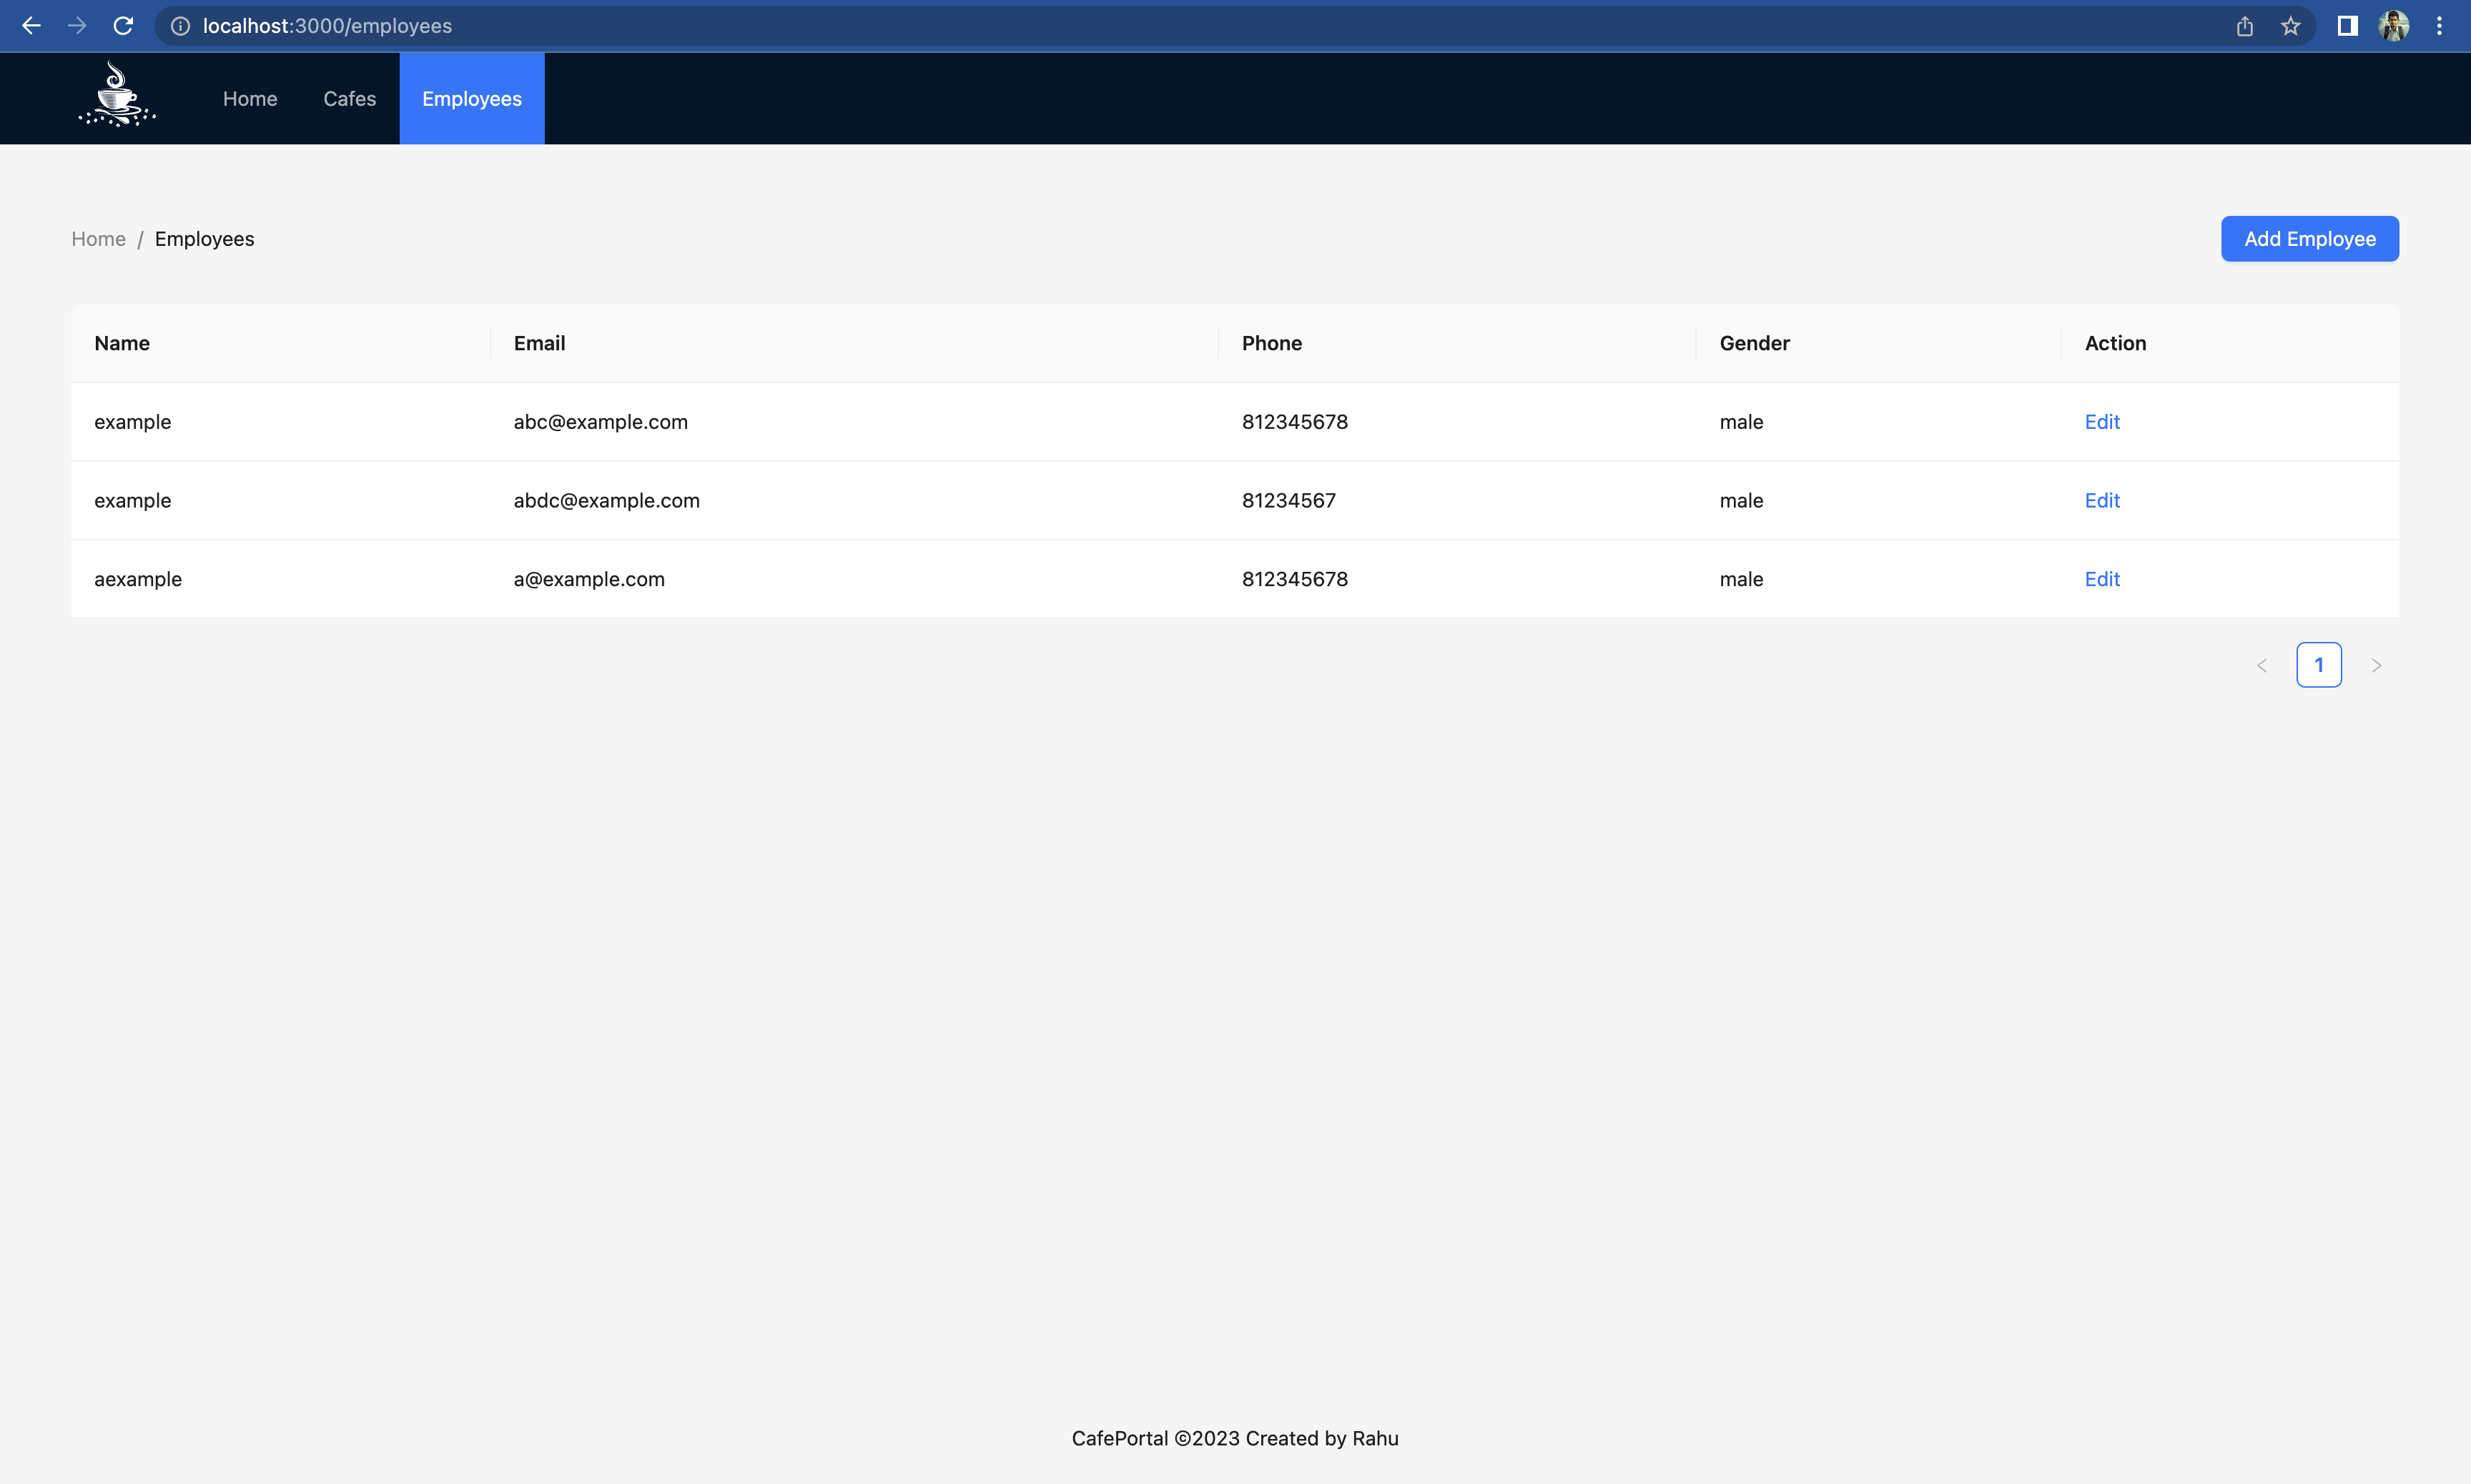 localhost:3000/employees
Home Cafes Employees
Home / Employees Add Employee
Name Email Phone Gender Action
example abc@example.com 812345678 male Edit
example abdc@example.com 81234567 male Edit
aexample a@example.com 812345678 male Edit
< 1 >
CafePortal ©2023 Created by Rahu